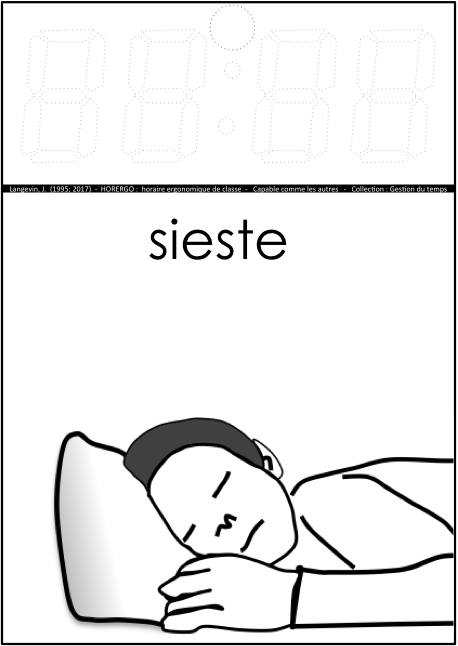 Langevin, J. (1995; 2017) - HORERGO : horaire ergonomique de classe - Capable comme les autres - Collection : Gestion du temps
sieste